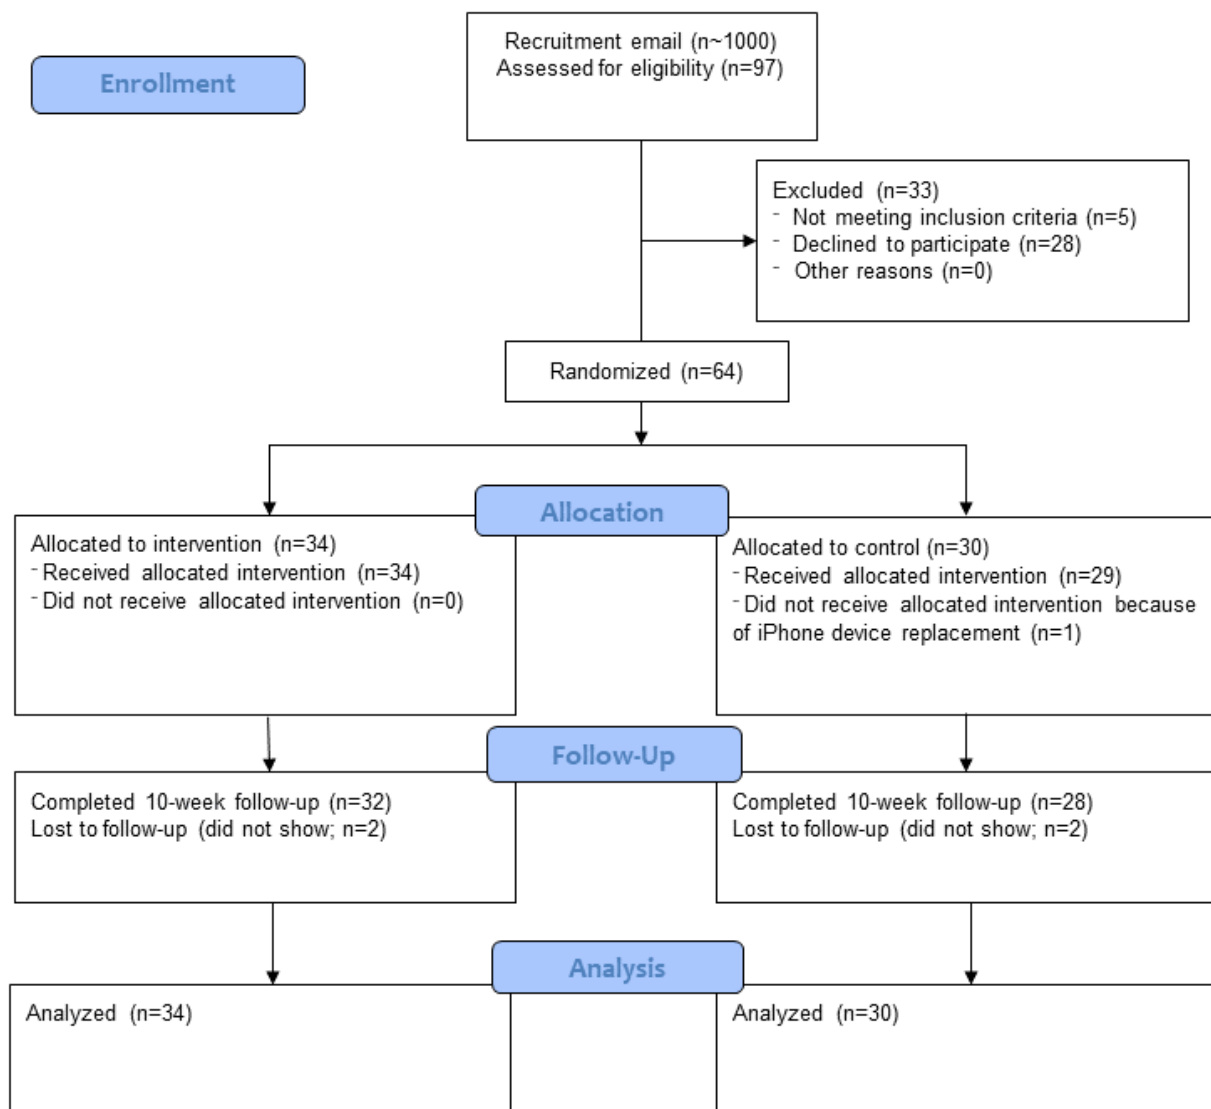 Recruitment email (n~1000)
Assessed for eligibility (n=97)
Enrollment
Excluded (n=33)
- Not meeting inclusion criteria (n=5)
- Declined to participate (n=28)
- Other reasons (n=0)
Randomized (n=64)
Allocation
Allocated to intervention (n=34)
- Received allocated intervention (n=34)
- Did not receive allocated intervention (n=0)
Allocated to control (n=30)
- Received allocated intervention (n=29)
- Did not receive allocated intervention because
of iPhone device replacement (n=1)
Follow-Up
Completed 10-week follow-up (n=32)
Lost to follow-up (did not show; n=2)
Completed 10-week follow-up (n=28)
Lost to follow-up (did not show; n=2)
Analysis
Analyzed (n=34)
Analyzed (n=30)